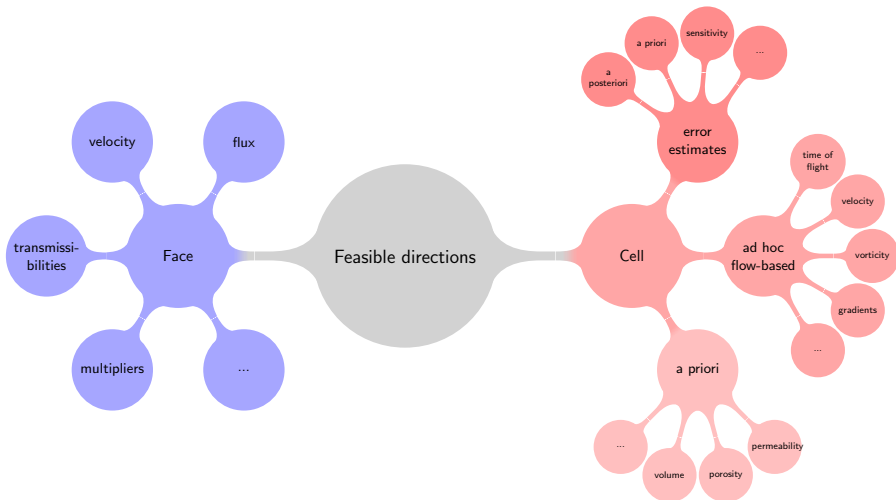 sensitivity
a priori
...
a
posteriori
error
estimates
velocity
flux
time of
flight
velocity
transmissi-
bilities
Face
Feasible directions
Cell
ad hoc
flow-based
vorticity
gradients
...
multipliers
...
a priori
...
permeability
volume
porosity